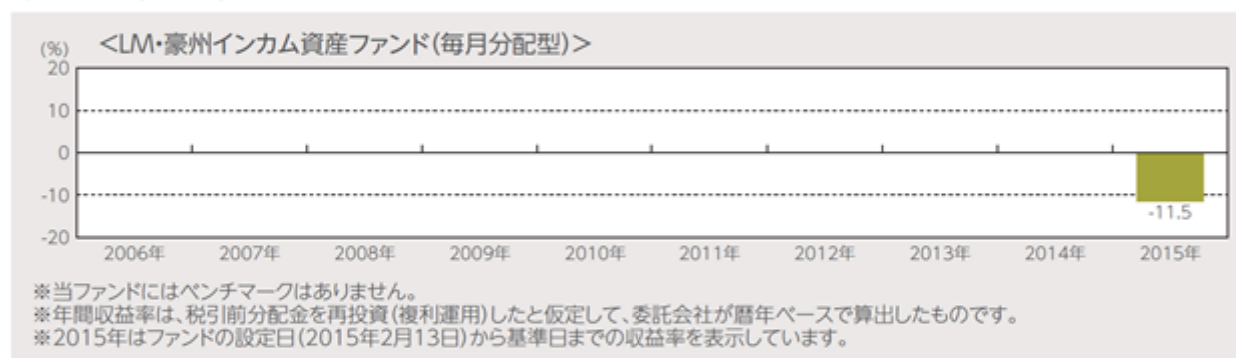 (%) <LM・豪州インカム資産ファンド(毎月分配型)>
20
10
0
-10
-11.5
-20
2006年 2007年 2008年 2009年 2010年 2011年 2012年 2013年 2014年 2015年
※当ファンドにはベンチマークはありません。
※年間収益率は、税引前分配金を再投資(複利運用)したと仮定して、委託会社が暦年ベースで算出したものです。
※2015年はファンドの設定日(2015年2月13日)から基準日までの収益率を表示しています。